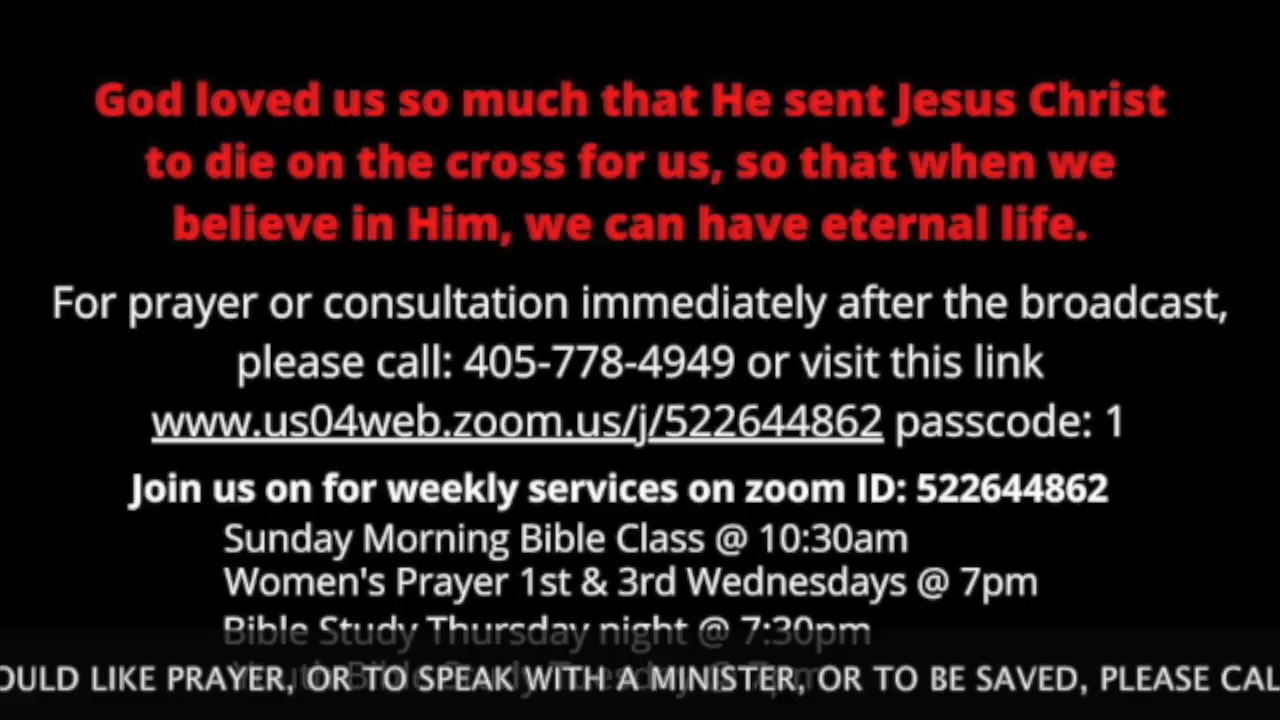 God loved us so much that He sent Jesus Christ
to die on the cross for us, so that when we
believe in Him, we can have eternal life.
For prayer or consultation immediately after the broadcast,
please call: 405-778-4949 or visit this link
www.us04web.zoom.us/j/522644862 passcode: 1
Join us on for weekly services on zoom ID: 522644862
Sunday Morning Bible Class @ 10:30am
Women's Prayer 1st & 3rd Wednesdays @ 7pm
Bible Study Thursday night @ 7:30pm
OULD LIKE PRAYER, OR TO SPEAK WITH A MINISTER, OR TO BE SAVED, PLEASE CAL